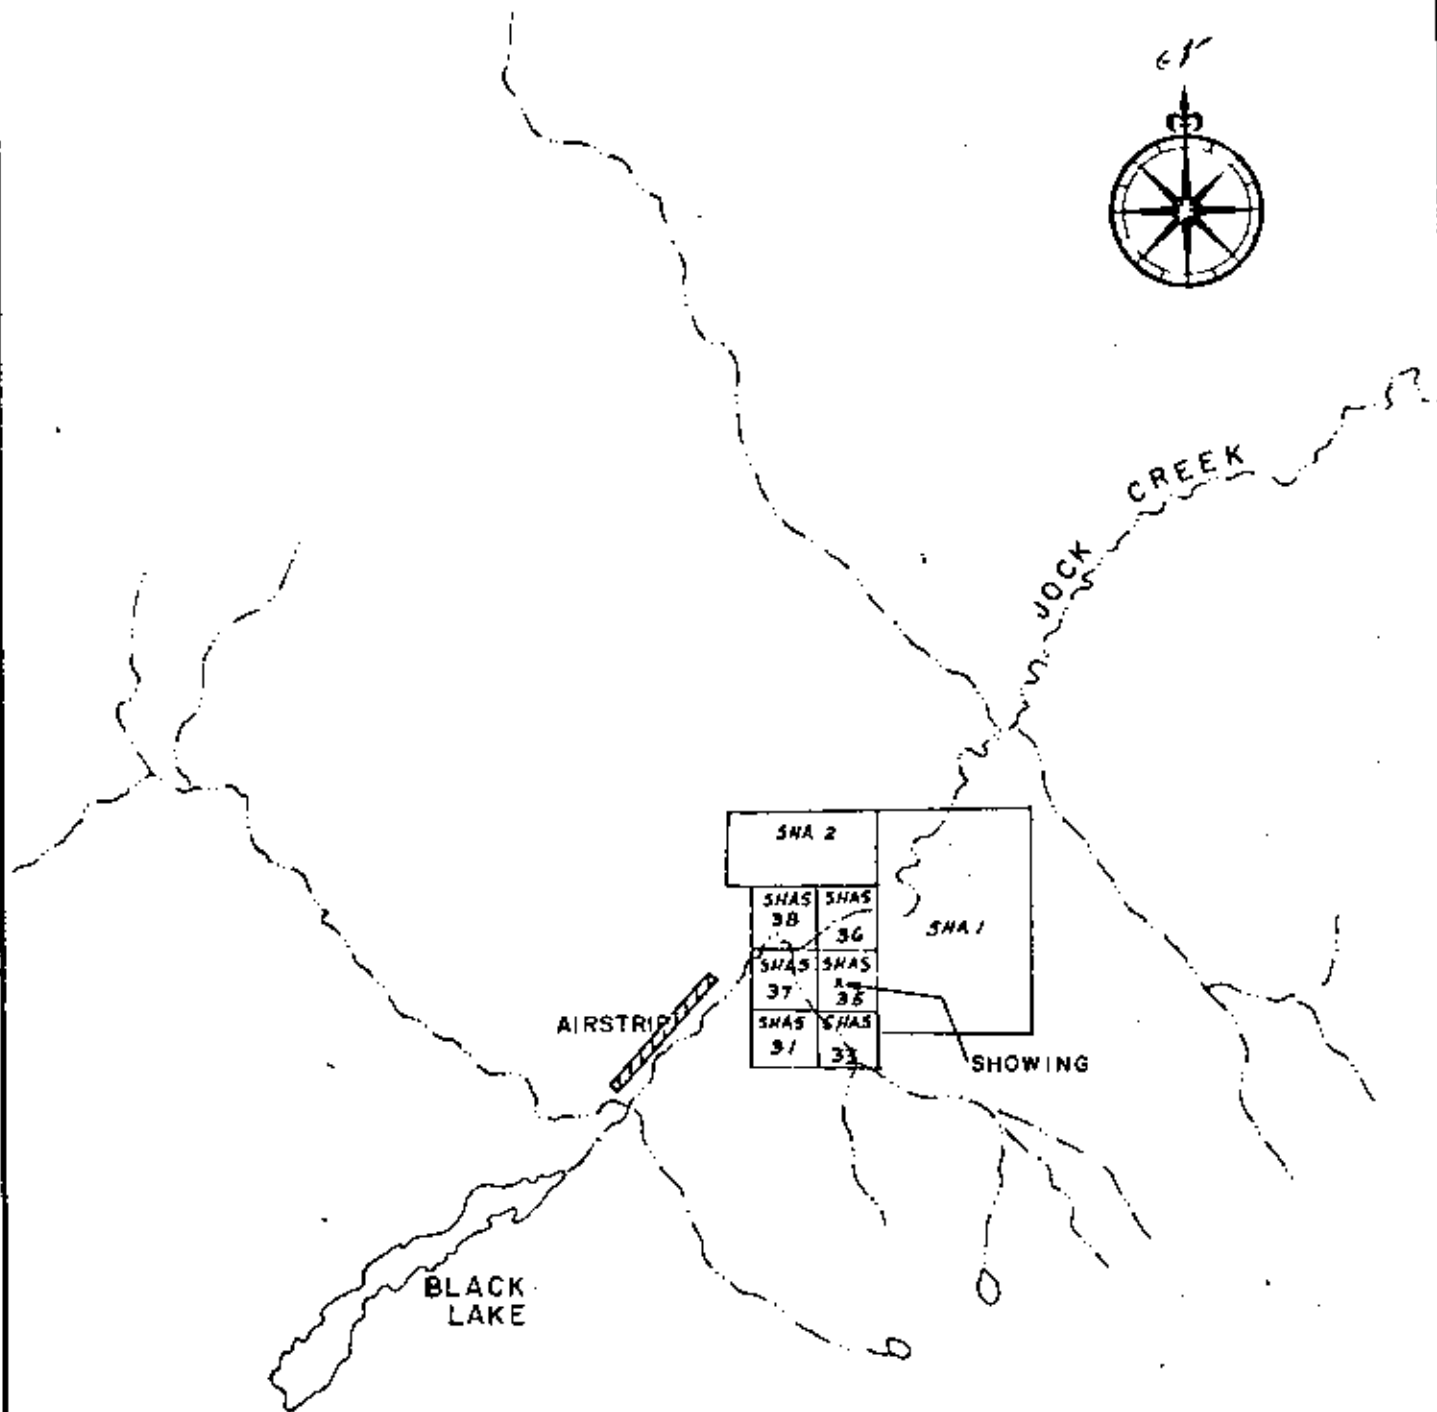 JOCK CREEK
SHA 2
SHAS 38
SHAS 36
SHA 1
SHAS 37
SHAS 35
SHAS 31
SHAS 33
AIRSTRIP
SHOWING
BLACK
LAKE